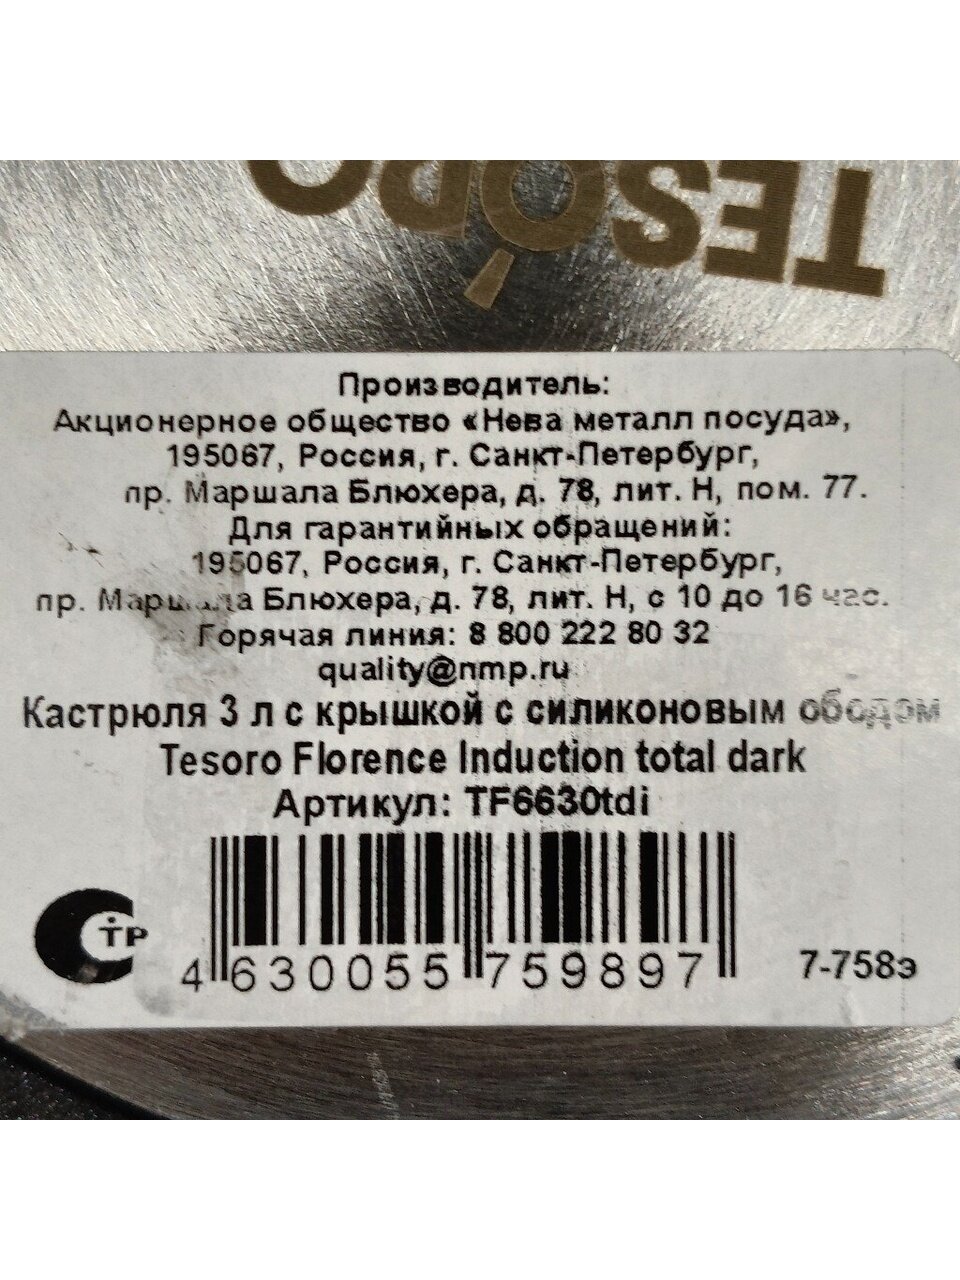 TESORO
Производитель:
Акционерное общество «Нева металл посуда»,
195067, Россия, г. Санкт-Петербург,
пр. Маршала Блюхера, д. 78, лит. Н, пом. 77.
Для гарантийных обращений:
195067, Россия, г. Санкт-Петербург,
пр. Маршала Блюхера, д. 78, лит. Н, с 10 до 16 час.
Горячая линия: 8 800 222 80 32
quality@nmp.ru
Кастрюля 3 л с крышкой с силиконовым ободом
Tesoro Florence Induction total dark
Артикул: TF6630tdi
СТР
4 630055 759897
7-758э